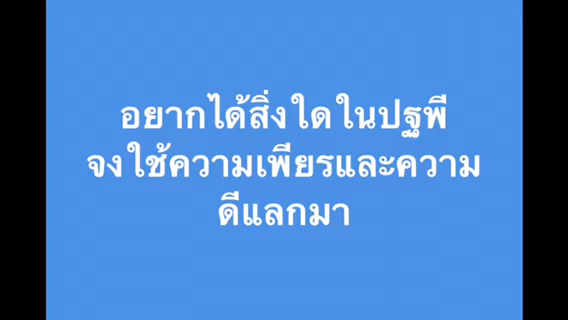 อยากได้สิ่งใดในปฐพี
จงใช้ความเพียรและความ
ดีแลกมา